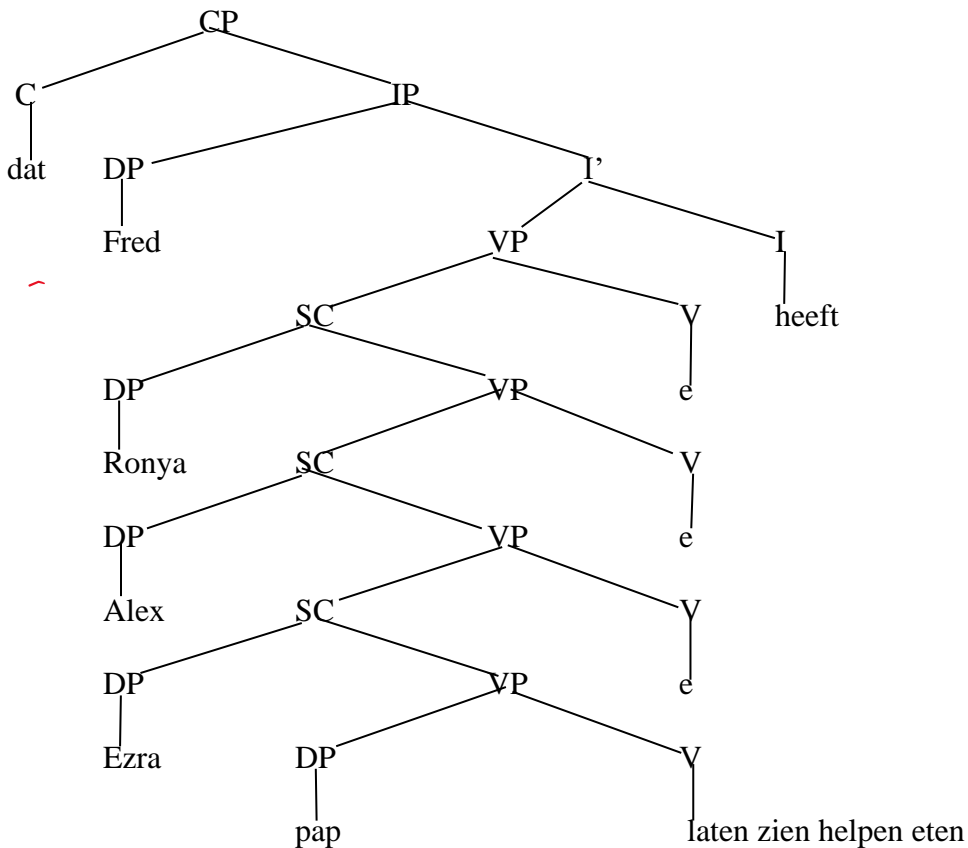 CP
C IP
dat DP I’
Fred VP I
SC V heeft
DP VP e
Ronya SC V
DP VP e
Alex SC V
DP VP e
Ezra DP V
pap laten zien helpen eten